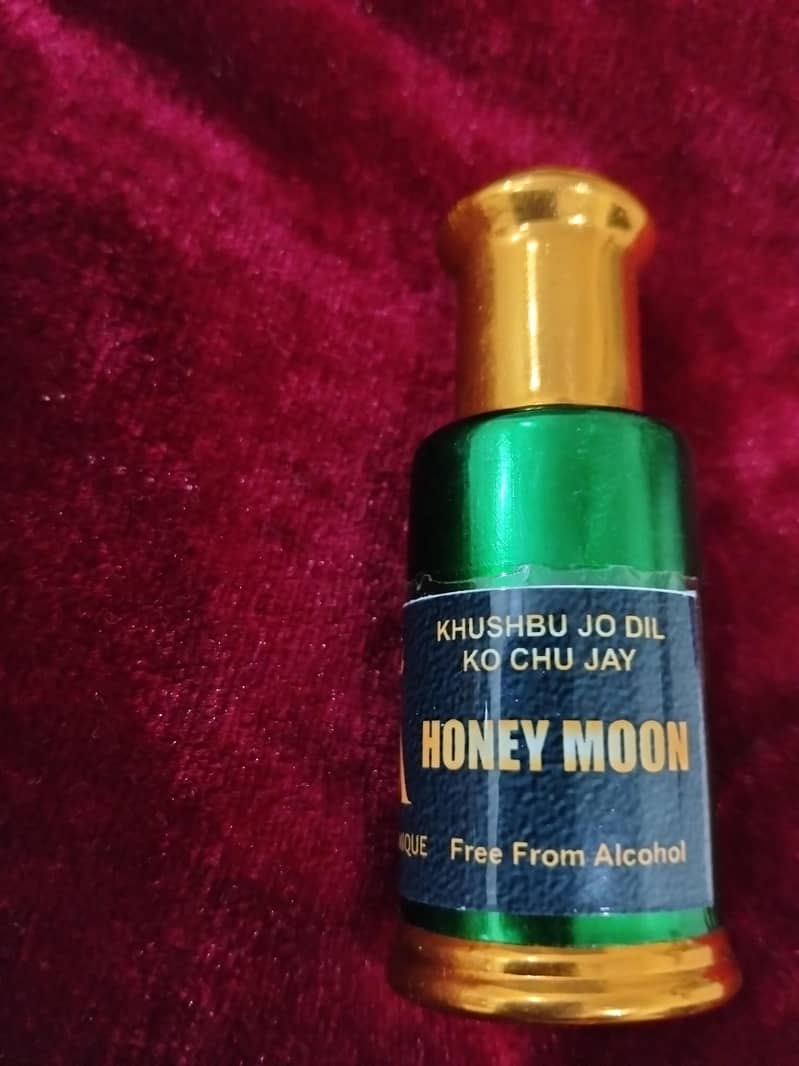 KHUSHBU JO DIL
KO CHU JAY
HONEY MOON
Free From Alcohol